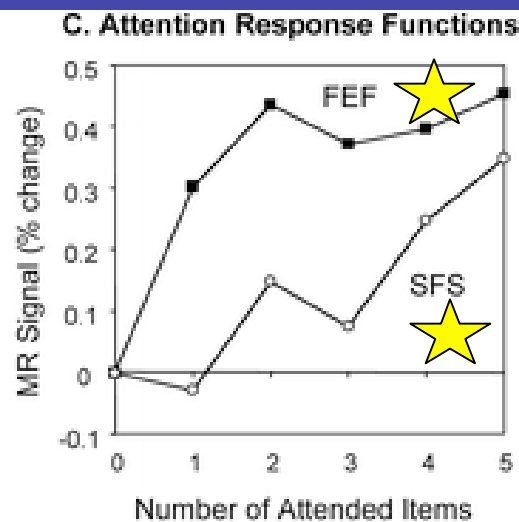 C. Attention Response Functions
MR Signal (% change)
0.5
0.4
0.3
0.2
0.1
0
-0.1
FEF
SFS
0 1 2 3 4 5
Number of Attended Items